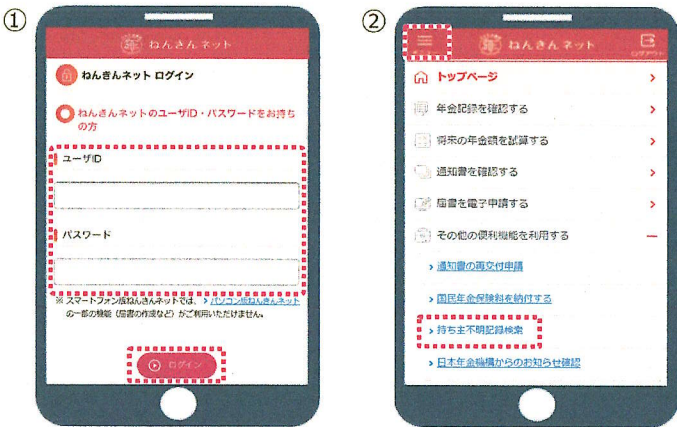 ①
ねんきんネット
ねんきんネット ログイン
ねんきんネットのユーザID・パスワードをお持ち
の方
ユーザID
パスワード
※ スマートフォン版ねんきんネットでは、> パソコン版ねんきんネット
の一部の機能（届書の作成など）がご利用いただけません。
ログイン
②
ねんきんネット
ログアウト
トップページ
年金記録を確認する
将来の年金額を試算する
通知書を確認する
届書を電子申請する
その他の便利機能を利用する
通知書の再交付申請
国民年金保険料を納付する
持ち主不明記録検索
日本年金機構からのお知らせ確認